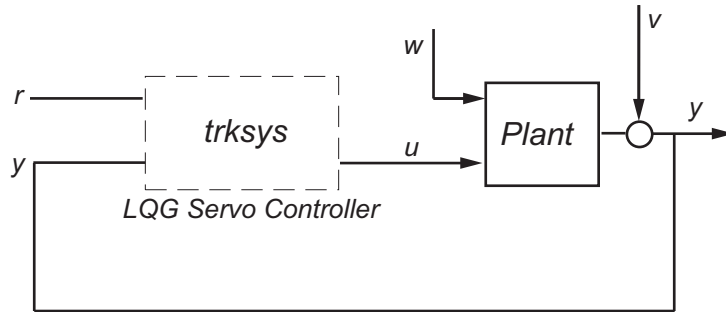 v
w
r
trksys
Plant
y
y
u
LQG Servo Controller